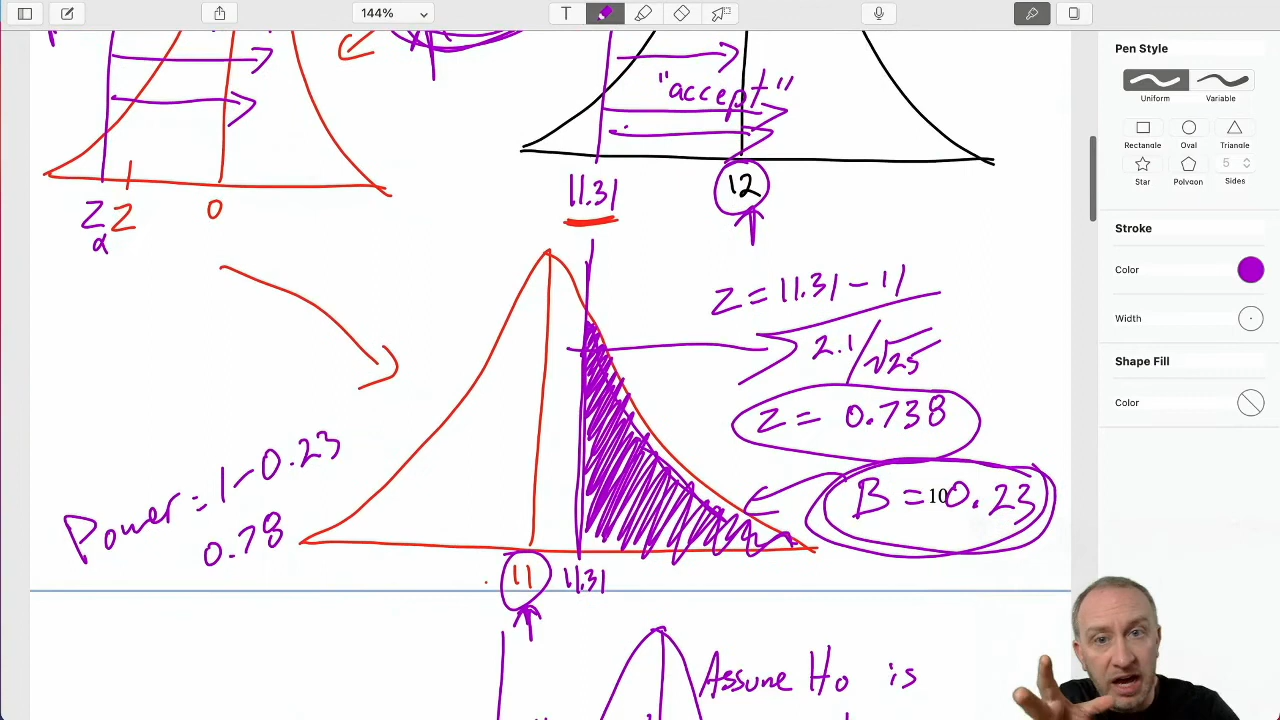 144%
T
Pen Style
Uniform
Variable
Rectangle
Oval
Triangle
Star
Polygon
5
Sides
Stroke
Color
Width
Shape Fill
Color
"accept"
Z
α
Z
0
11.31
12
Z = 11.31 - 11
2.1/√25
Z = 0.738
B = 100.23
Power = 1 - 0.23
0.78
11
11.31
Assume Ho is